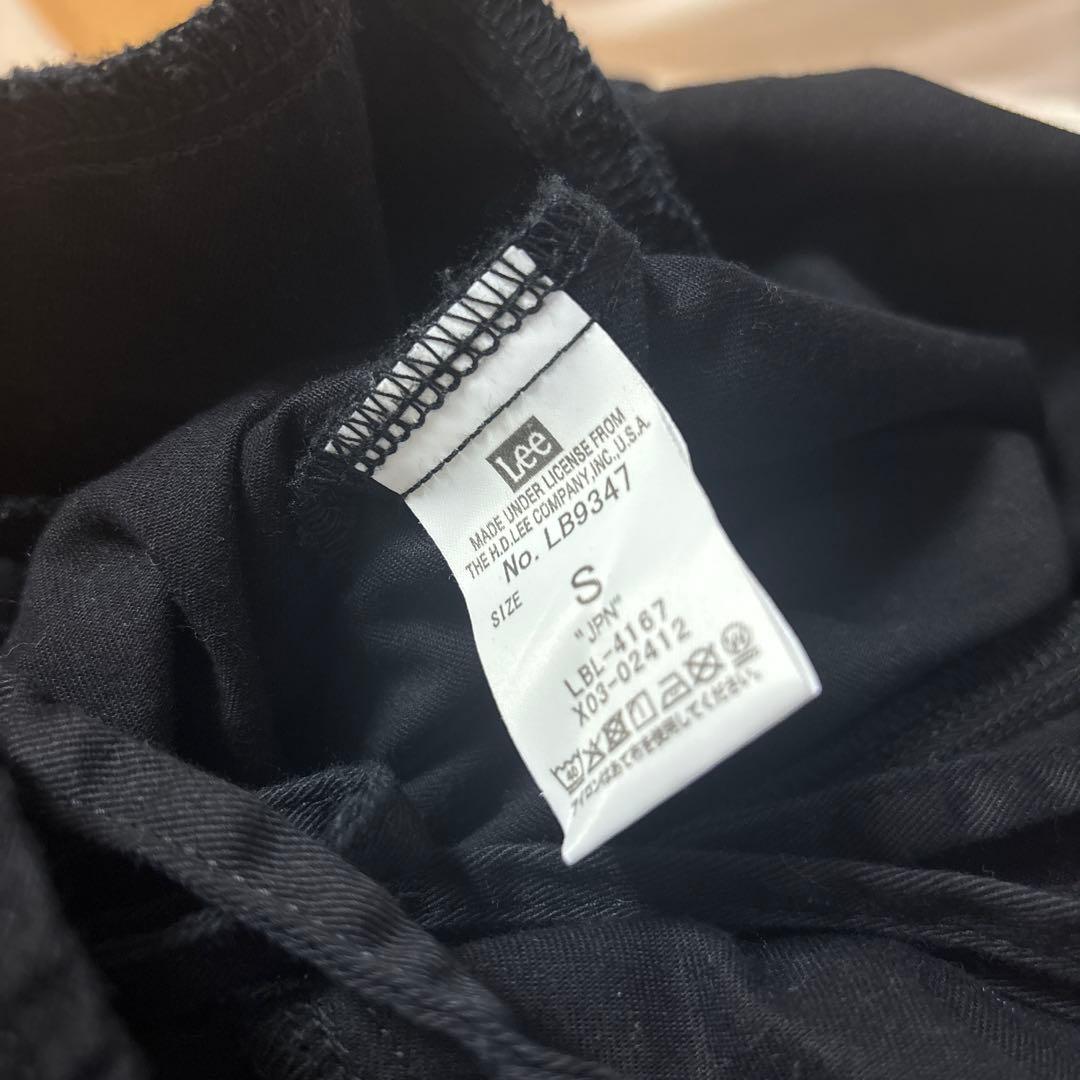 Lee
MADE UNDER LICENSE FROM
THE H.D.LEE COMPANY,INC.,U.S.A.
No. LB9347
SIZE S
"JPN"
LBL-4167
X03-02412
40
アイロンはあて布を使用してください。